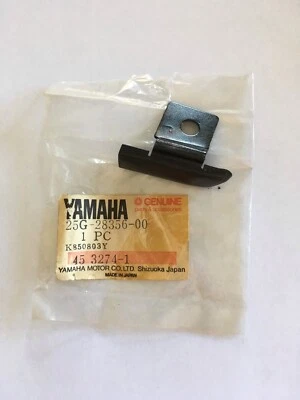 YAMAHA
GENUINE
25G-28356-00
1 PC
K850803Y
45 3274-1
YAMAHA MOTOR CO.,LTD. Shizuoka Japan
MADE IN JAPAN